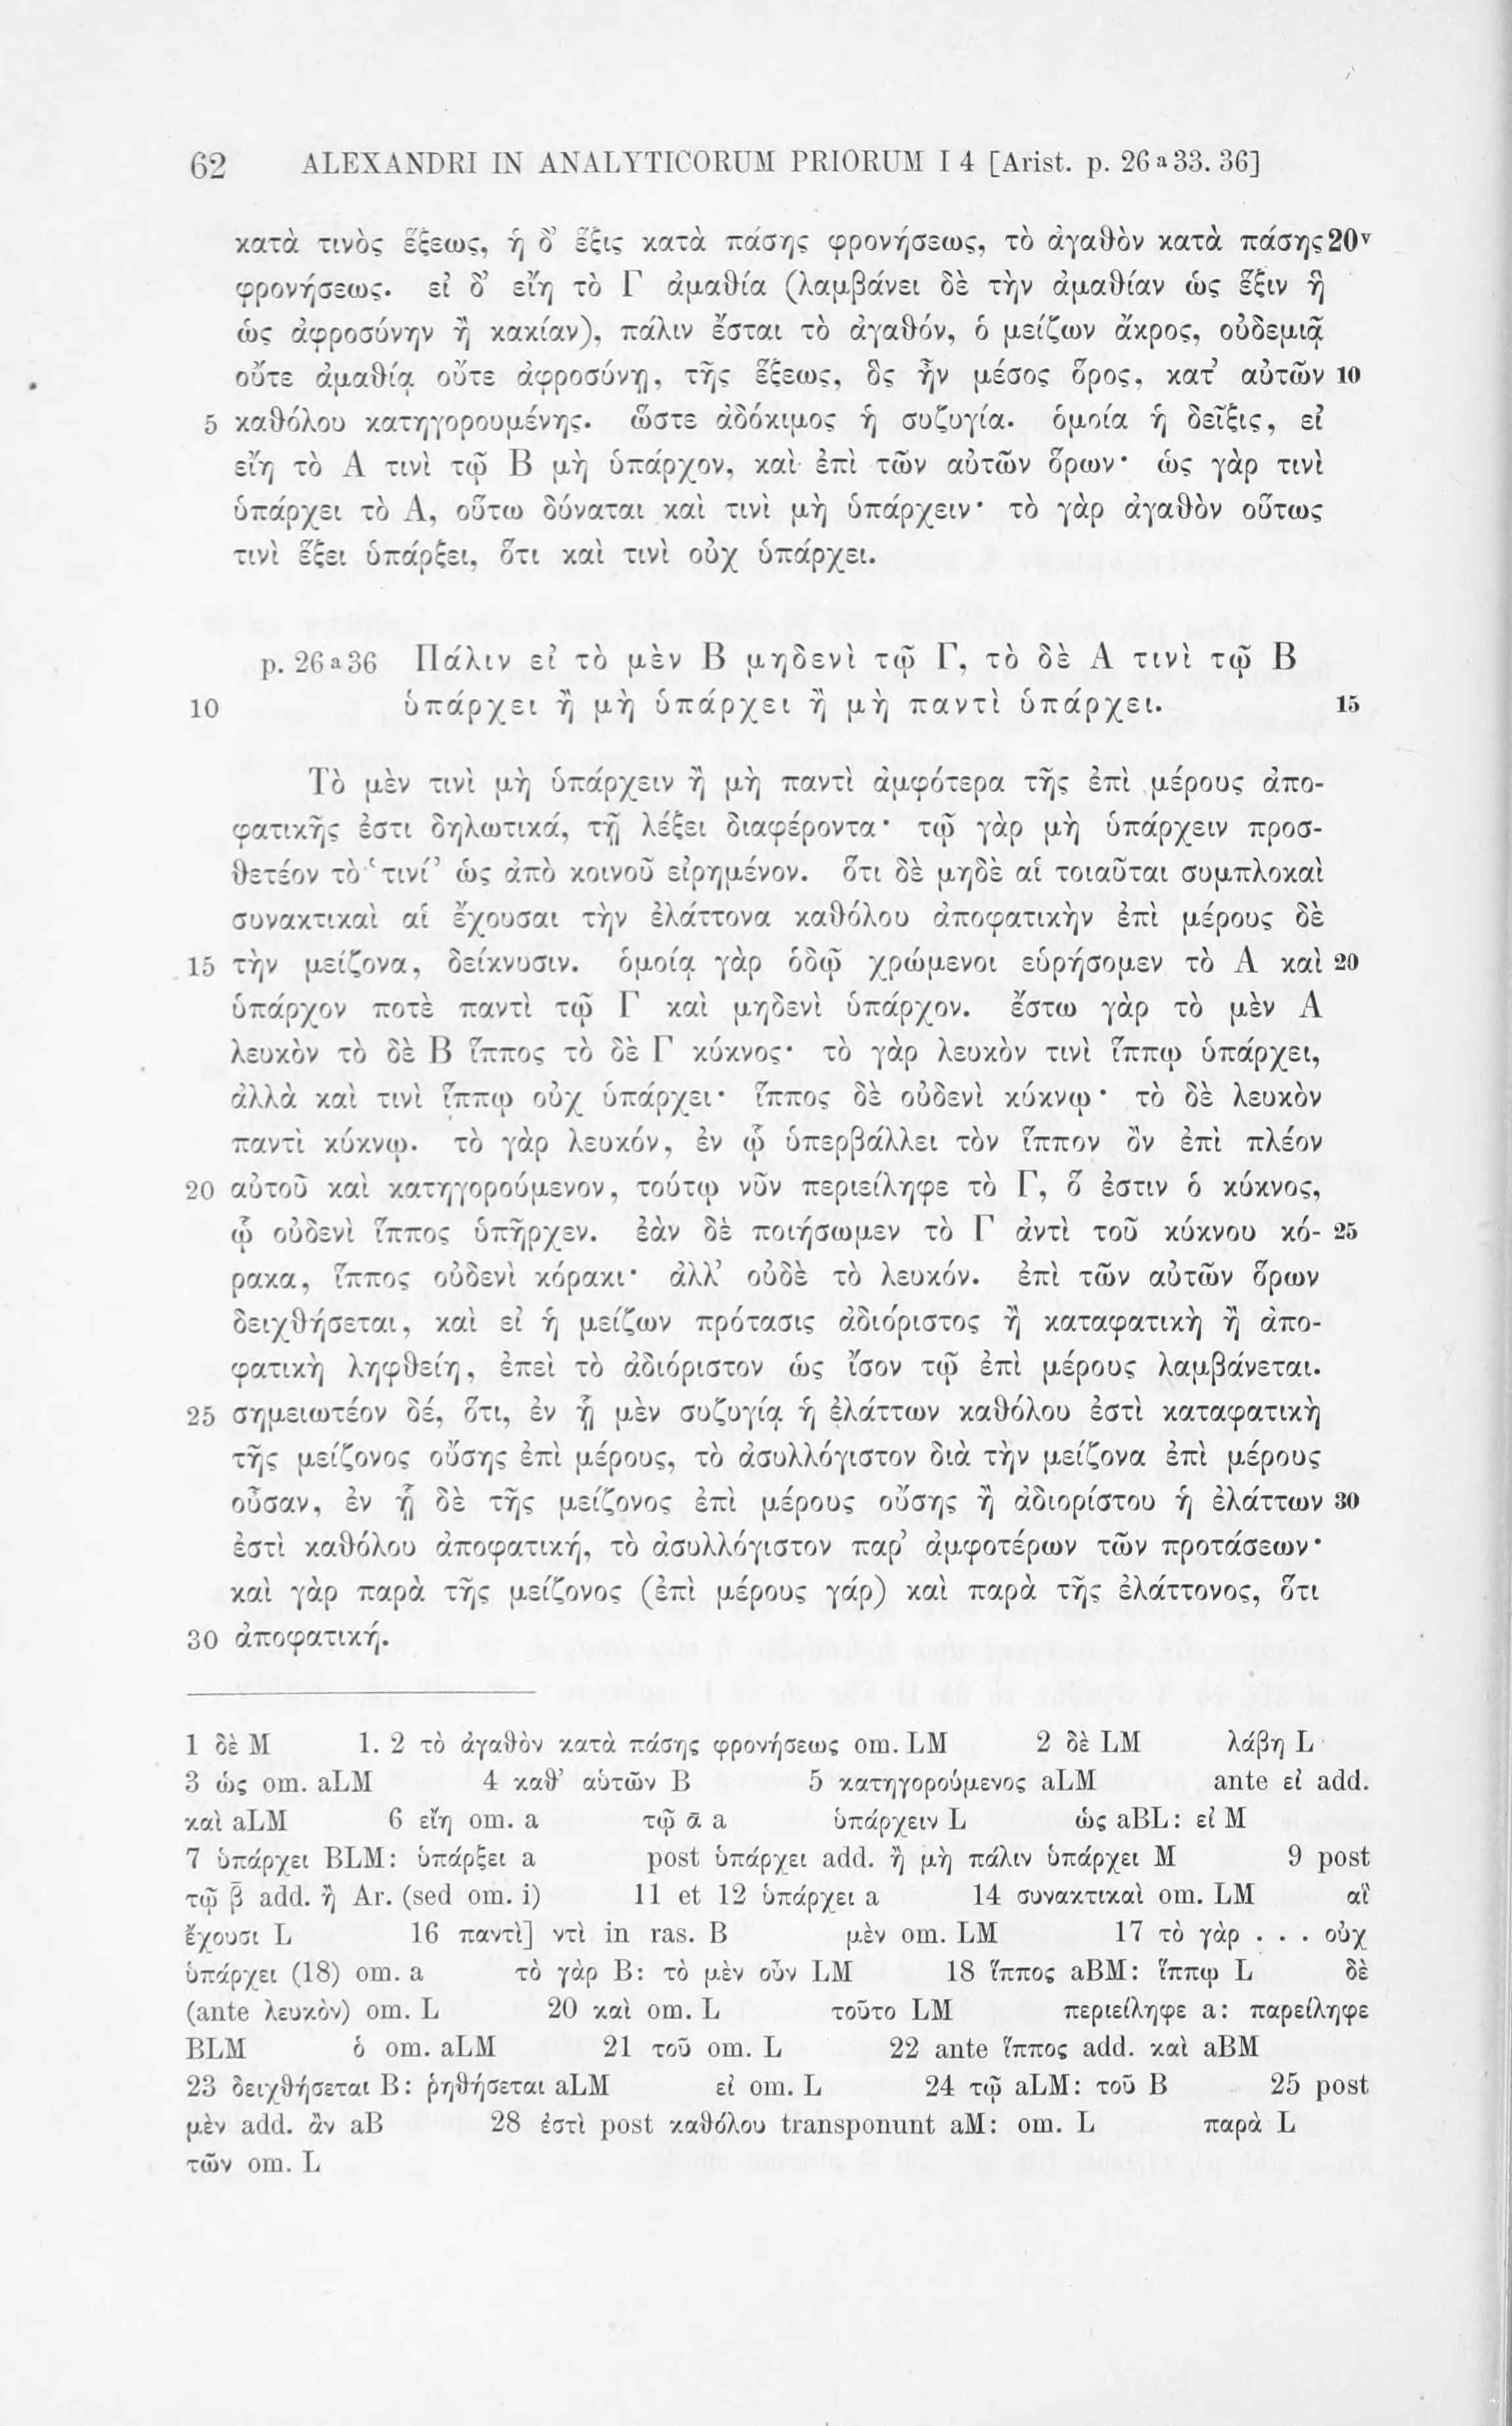 62 ALEXANDRI IN ANALYTICORUM PRIORUM I 4 [Arist. p. 26 a 33. 36]
κατὰ τινὸς ἕξεως, ἡ δ’ ἕξις κατὰ πάσης φρονήσεως, τὸ ἀγαθὸν κατὰ πάσης 20v
φρονήσεως. εἰ δ’ εἴη τὸ Γ ἀμαθία (λαμβάνει δὲ τὴν ἀμαθίαν ὡς ἕξιν ἢ
ὡς ἀφροσύνην ἢ κακίαν), πάλιν ἔσται τὸ ἀγαθόν, ὁ μείζων ἄκρος, οὐδεμιᾷ
οὔτε ἀμαθίᾳ οὔτε ἀφροσύνῃ, τῆς ἕξεως, ὃς ἦν μέσος ὅρος, κατ’ αὐτῶν 10
5 καθόλου κατηγορουμένης. ὥστε ἀδόκιμος ἡ συζυγία. ὁμοία ἡ δεῖξις, εἰ
εἴη τὸ Α τινὶ τῷ Β μὴ ὑπάρχον, καὶ ἐπὶ τῶν αὐτῶν ὅρων· ὡς γὰρ τινὶ
ὑπάρχει τὸ Α, οὕτω δύναται καὶ τινὶ μὴ ὑπάρχειν· τὸ γὰρ ἀγαθὸν οὕτως
τινὶ ἕξει ὑπάρξει, ὅτι καὶ τινὶ οὐχ ὑπάρχει.
p. 26 a 36 Πάλιν εἰ τὸ μὲν Β μηδενὶ τῷ Γ, τὸ δὲ Α τινὶ τῷ Β
10 ὑπάρχει ἢ μὴ ὑπάρχει ἢ μὴ παντὶ ὑπάρχει. 15
Τὸ μὲν τινὶ μὴ ὑπάρχειν ἢ μὴ παντὶ ἀμφότερα τῆς ἐπὶ μέρους ἀπο-
φατικῆς ἐστι δηλωτικά, τῇ λέξει διαφέροντα· τῷ γὰρ μὴ ὑπάρχειν προσ-
θετέον τὸ ‘τινί’ ὡς ἀπὸ κοινοῦ εἰρημένον. ὅτι δὲ μηδὲ αἱ τοιαῦται συμπλοκαὶ
συνακτικαὶ αἱ ἔχουσαι τὴν ἐλάττονα καθόλου ἀποφατικὴν ἐπὶ μέρους δὲ
15 τὴν μείζονα, δείκνυσιν. ὁμοίᾳ γὰρ ὁδῷ χρώμενοι εὑρήσομεν τὸ Α καὶ 20
ὑπάρχον ποτὲ παντὶ τῷ Γ καὶ μηδενὶ ὑπάρχον. ἔστω γὰρ τὸ μὲν Α
λευκὸν τὸ δὲ Β ἵππος τὸ δὲ Γ κύκνος· τὸ γὰρ λευκὸν τινὶ ἵππῳ ὑπάρχει,
ἀλλὰ καὶ τινὶ ἵππῳ οὐχ ὑπάρχει· ἵππος δὲ οὐδενὶ κύκνῳ· τὸ δὲ λευκὸν
παντὶ κύκνῳ. τὸ γὰρ λευκόν, ἐν ᾧ ὑπερβάλλει τὸν ἵππον ὂν ἐπὶ πλέον
20 αὐτοῦ καὶ κατηγορούμενον, τούτῳ νῦν περιείληφε τὸ Γ, ὅ ἐστιν ὁ κύκνος,
ᾧ οὐδενὶ ἵππος ὑπῆρχεν. ἐὰν δὲ ποιήσωμεν τὸ Γ ἀντὶ τοῦ κύκνου κό- 25
ρακα, ἵππος οὐδενὶ κόρακι· ἀλλ’ οὐδὲ τὸ λευκόν. ἐπὶ τῶν αὐτῶν ὅρων
δειχθήσεται, καὶ εἰ ἡ μείζων πρότασις ἀδιόριστος ἢ καταφατικὴ ἢ ἀπο-
φατικὴ ληφθείη, ἐπεὶ τὸ ἀδιόριστον ὡς ἴσον τῷ ἐπὶ μέρους λαμβάνεται.
25 σημειωτέον δέ, ὅτι, ἐν ᾗ μὲν συζυγίᾳ ἡ ἐλάττων καθόλου ἐστὶ καταφατικὴ
τῆς μείζονος οὔσης ἐπὶ μέρους, τὸ ἀσυλλόγιστον διὰ τὴν μείζονα ἐπὶ μέρους
οὖσαν, ἐν ᾗ δὲ τῆς μείζονος ἐπὶ μέρους οὔσης ἢ ἀδιορίστου ἡ ἐλάττων 30
ἐστὶ καθόλου ἀποφατική, τὸ ἀσυλλόγιστον παρ’ ἀμφοτέρων τῶν προτάσεων·
καὶ γὰρ παρὰ τῆς μείζονος (ἐπὶ μέρους γάρ) καὶ παρὰ τῆς ἐλάττονος, ὅτι
30 ἀποφατική.
1 δὲ M 1. 2 τὸ ἀγαθὸν κατὰ πάσης φρονήσεως om. LM 2 δὲ LM λάβῃ L
3 ὡς om. aLM 4 καθ’ αὑτῶν B 5 κατηγορούμενος aLM ante εἰ add.
καὶ aLM 6 εἴη om. a τῷ ᾱ a ὑπάρχειν L ὡς aBL: εἰ M
7 ὑπάρχει BLM: ὑπάρξει a post ὑπάρχει add. ἢ μὴ πάλιν ὑπάρχει M 9 post
τῷ β̄ add. ἢ Ar. (sed om. i) 11 et 12 ὑπάρχει a 14 συνακτικαὶ om. LM αἳ
ἔχουσι L 16 παντὶ] ντὶ in ras. B μὲν om. LM 17 τὸ γὰρ . . . οὐχ
ὑπάρχει (18) om. a τὸ γὰρ B: τὸ μὲν οὖν LM 18 ἵππος aBM: ἵππῳ L δὲ
(ante λευκὸν) om. L 20 καὶ om. L τοῦτο LM περιείληφε a: παρείληφε
BLM ὁ om. aLM 21 τοῦ om. L 22 ante ἵππος add. καὶ aBM
23 δειχθήσεται B: ῥηθήσεται aLM εἰ om. L 24 τῷ aLM: τοῦ B 25 post
μὲν add. ἂν aB 28 ἐστὶ post καθόλου transponunt aM: om. L παρὰ L
τῶν om. L